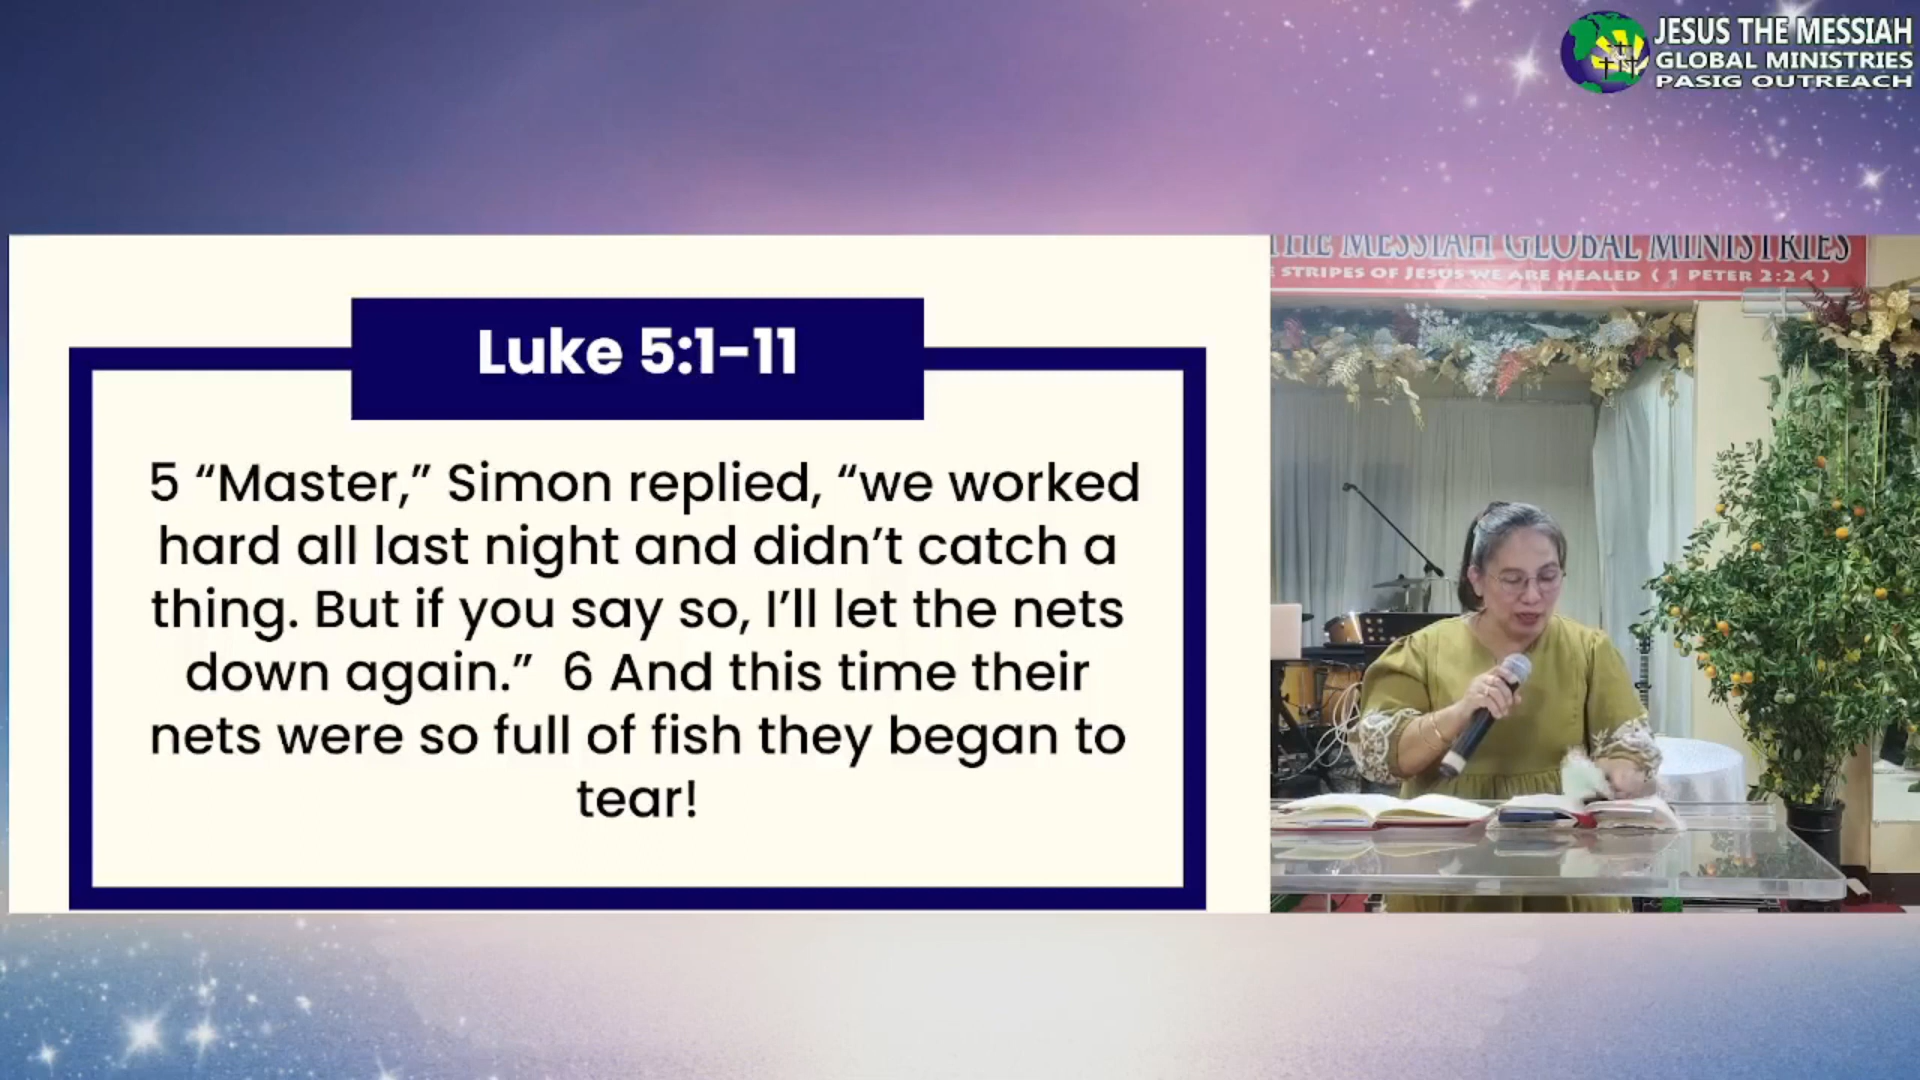 JESUS THE MESSIAH
GLOBAL MINISTRIES
PASIG OUTREACH
Luke 5:1-11
5 “Master,” Simon replied, “we worked
hard all last night and didn’t catch a
thing. But if you say so, I’ll let the nets
down again.”  6 And this time their
nets were so full of fish they began to
tear!
THE MESSIAH GLOBAL MINISTRIES
STRIPES OF JESUS WE ARE HEALED ( 1 PETER 2:24 )